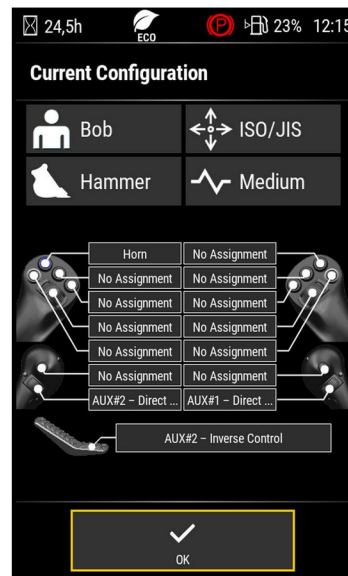 24,5h ECO P 23% 12:15
Current Configuration
Bob ISO/JIS
Hammer Medium
Horn No Assignment
No Assignment No Assignment
No Assignment No Assignment
No Assignment No Assignment
No Assignment No Assignment
No Assignment No Assignment
AUX#2 – Direct ... AUX#1 – Direct ...
AUX#2 – Inverse Control
OK